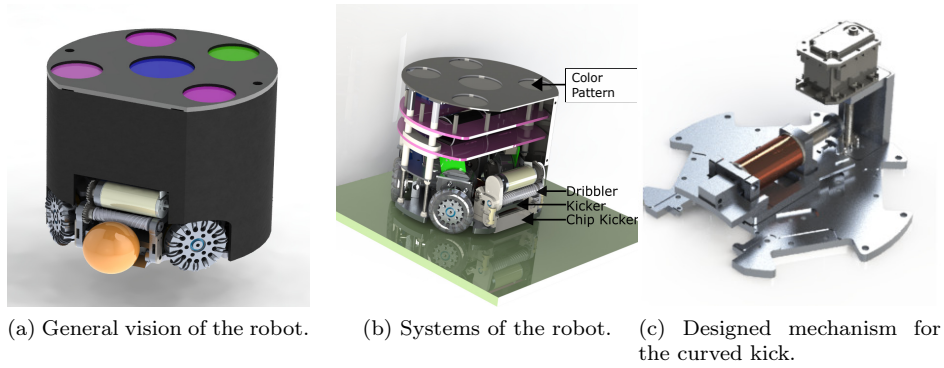 Color
Pattern
Dribbler
Kicker
Chip Kicker
(a) General vision of the robot.
(b) Systems of the robot.
(c) Designed mechanism for
the curved kick.